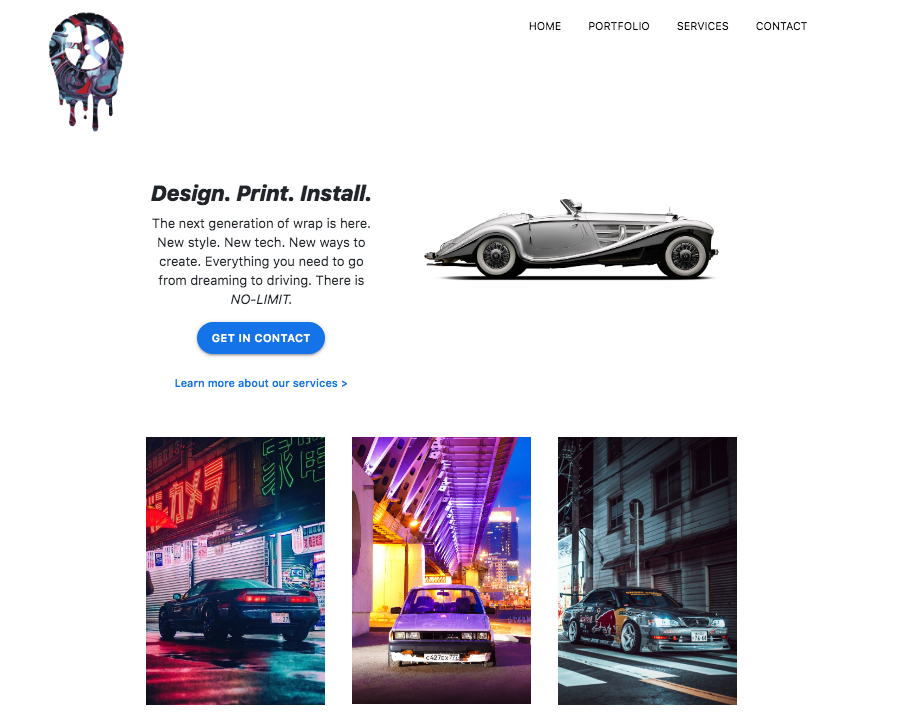 HOME PORTFOLIO SERVICES CONTACT
Design. Print. Install.
The next generation of wrap is here.
New style. New tech. New ways to
create. Everything you need to go
from dreaming to driving. There is
NO-LIMIT.
GET IN CONTACT
Learn more about our services >